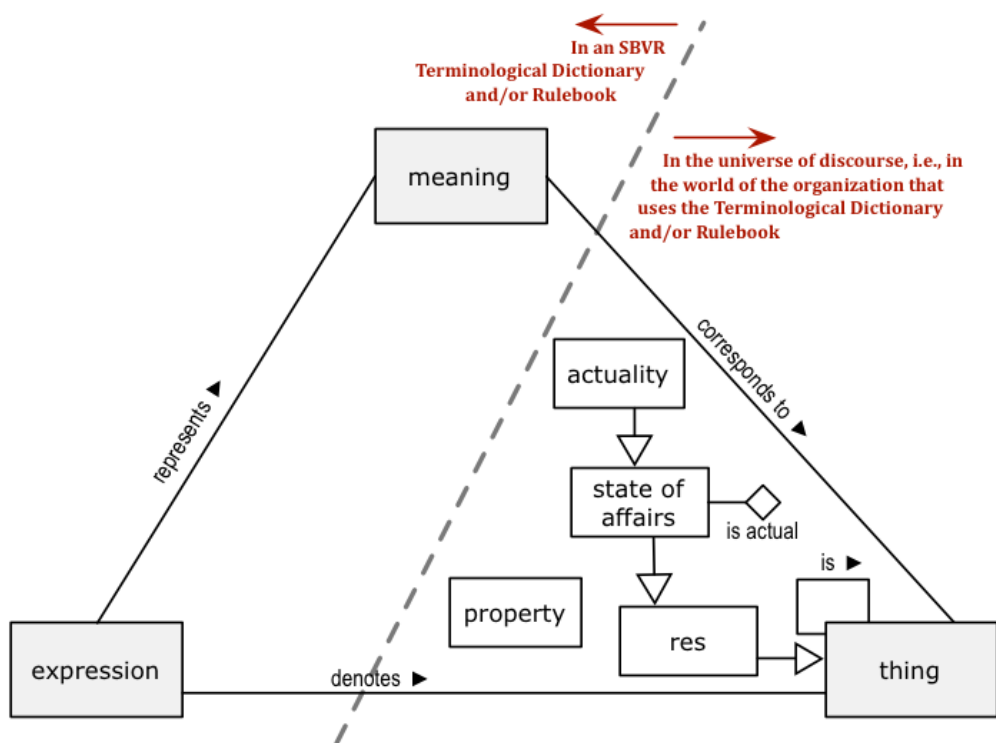 In an SBVR
Terminological Dictionary
and/or Rulebook
In the universe of discourse, i.e., in
the world of the organization that
uses the Terminological Dictionary
and/or Rulebook
meaning
corresponds to ▶
represents ▶
actuality
state of
affairs
is actual
is ▶
property
res
expression
thing
denotes ▶